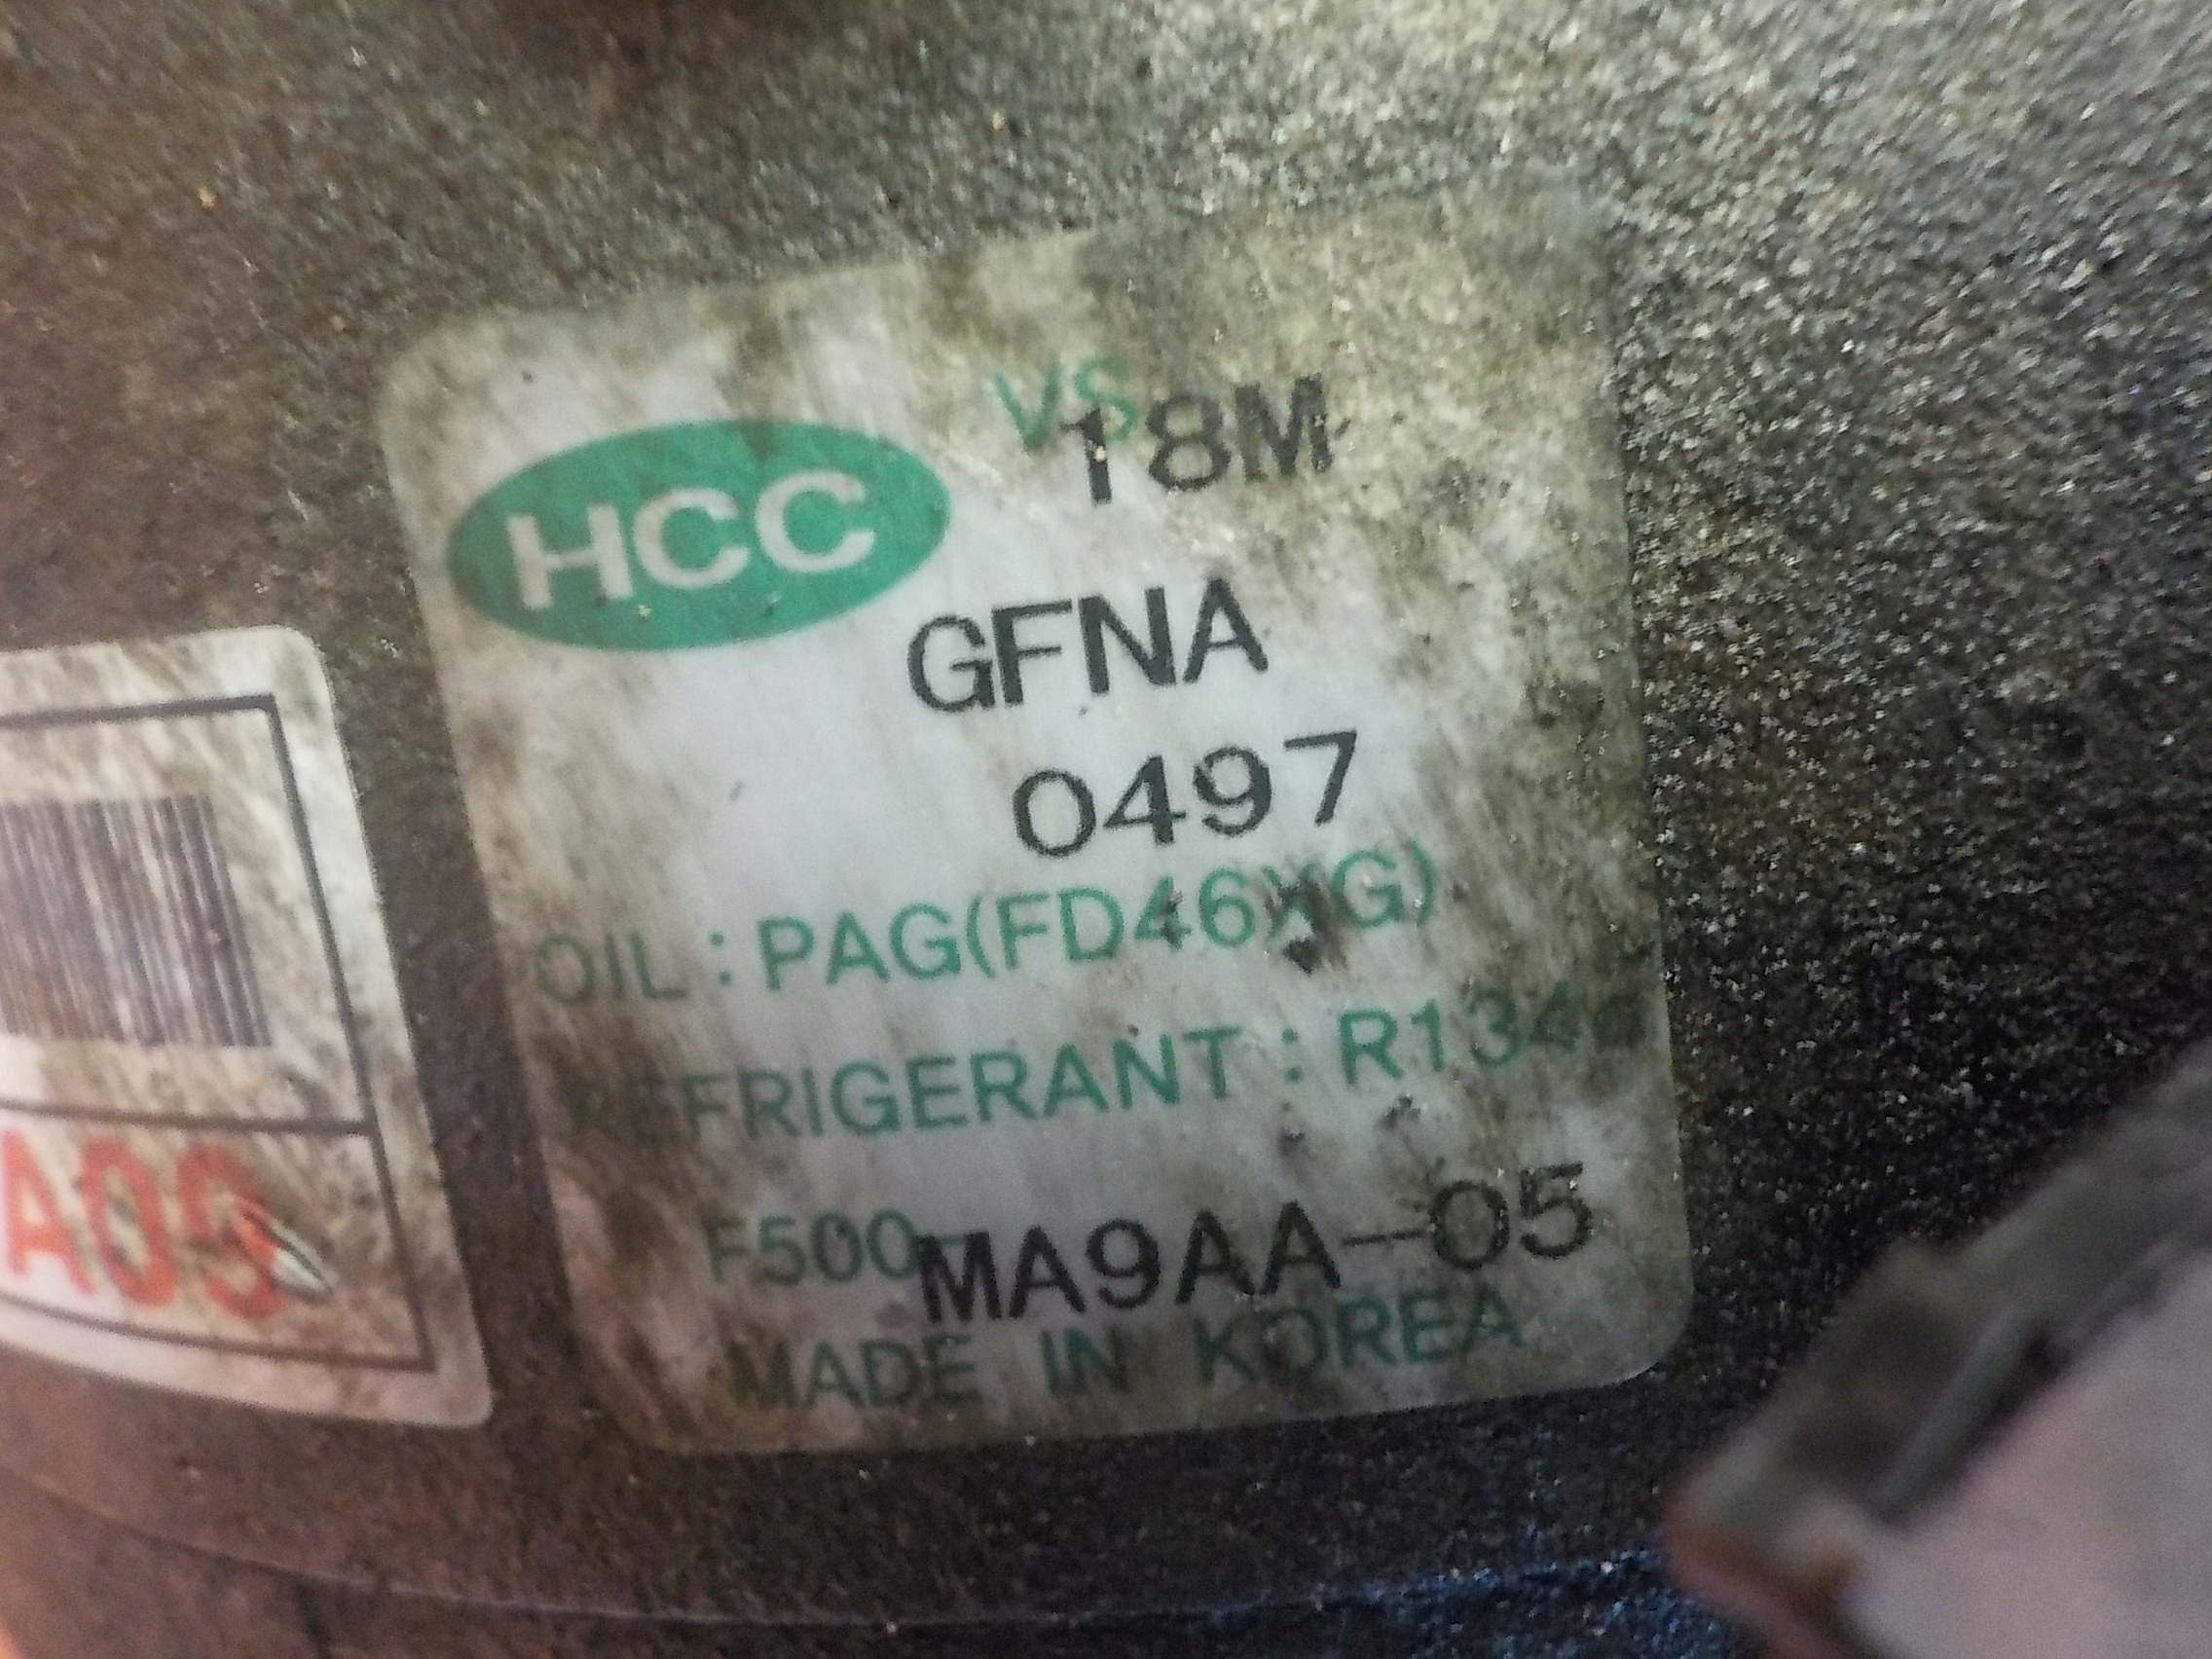 VS
18M
HCC
GFNA
0497
OIL : PAG(FD46XG)
REFRIGERANT : R134a
F500-MA9AA-05
MADE IN KOREA